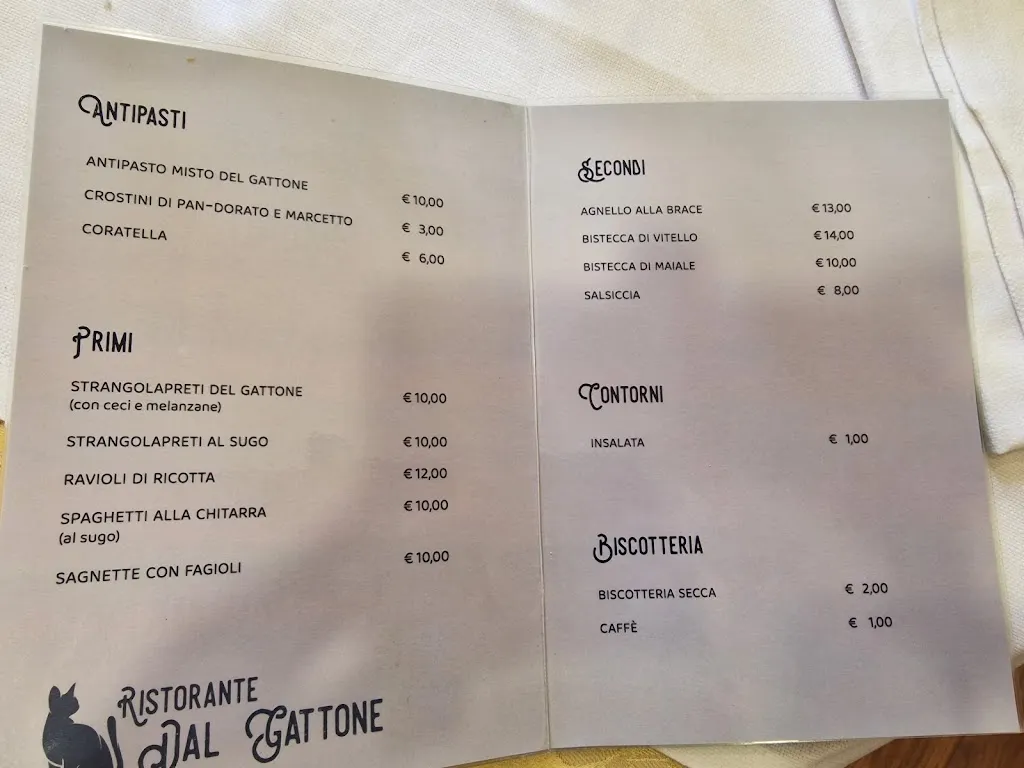 ANTIPASTI
ANTIPASTO MISTO DEL GATTONE € 10,00
CROSTINI DI PAN-DORATO E MARCETTO € 3,00
CORATELLA € 6,00
PRIMI
STRANGOLAPRETI DEL GATTONE € 10,00
(con ceci e melanzane)
STRANGOLAPRETI AL SUGO € 10,00
RAVIOLI DI RICOTTA € 12,00
SPAGHETTI ALLA CHITARRA € 10,00
(al sugo)
SAGNETTE CON FAGIOLI € 10,00
RISTORANTE
DAL GATTONE
SECONDI
AGNELLO ALLA BRACE € 13,00
BISTECCA DI VITELLO € 14,00
BISTECCA DI MAIALE € 10,00
SALSICCIA € 8,00
CONTORNI
INSALATA € 1,00
BISCOTTERIA
BISCOTTERIA SECCA € 2,00
CAFFÈ € 1,00